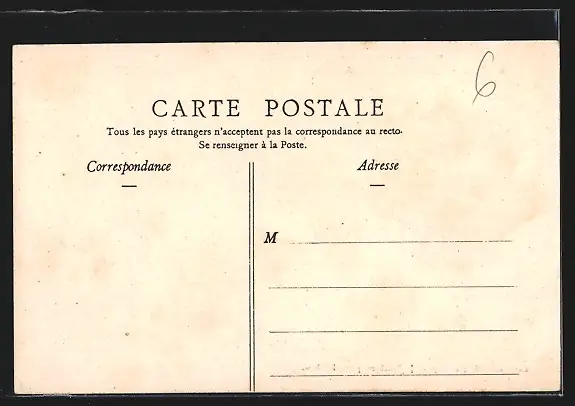 6
CARTE POSTALE
Tous les pays étrangers n'acceptent pas la correspondance au recto.
Se renseigner à la Poste.
Correspondance
Adresse
M